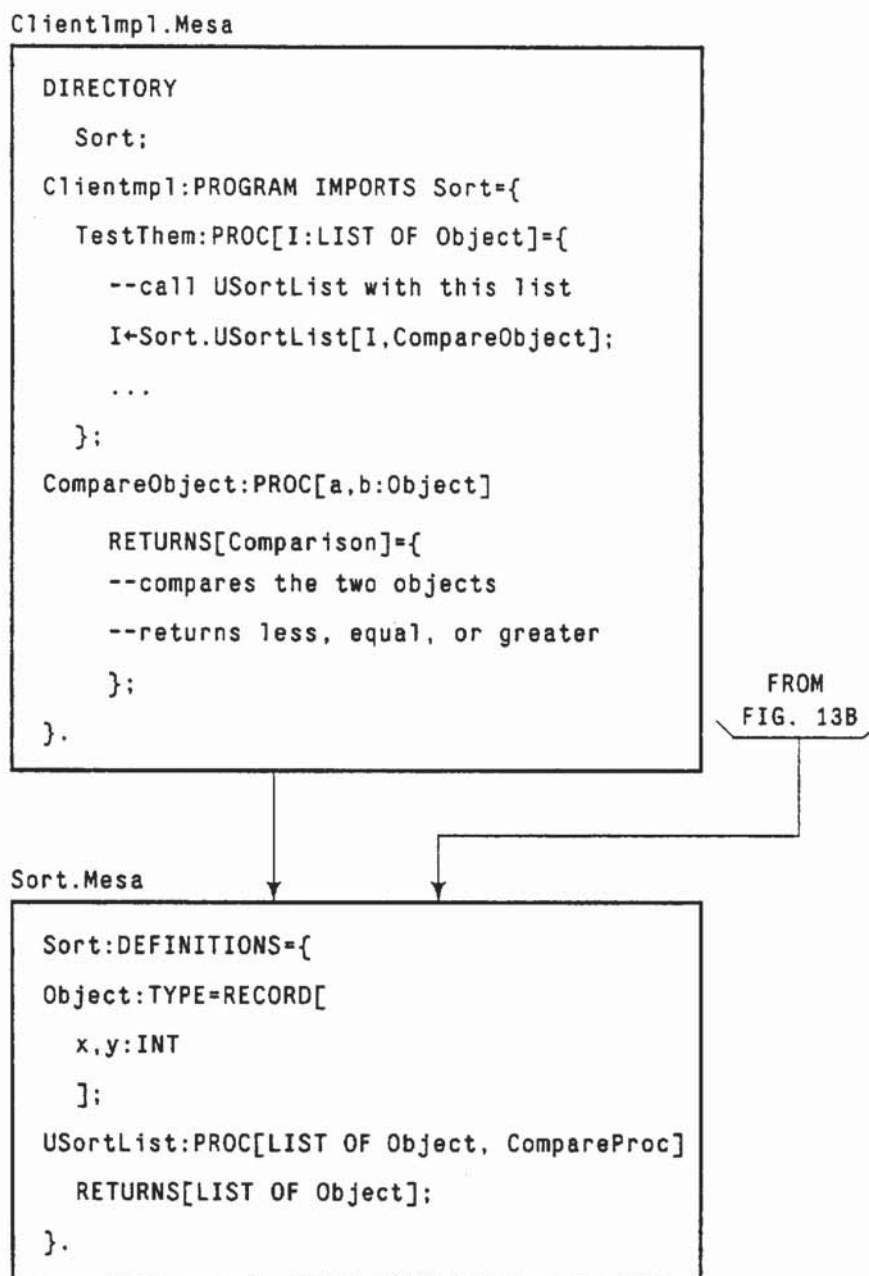 ClientImpl.Mesa
DIRECTORY
Sort;
Clientmpl:PROGRAM IMPORTS Sort={
TestThem:PROC[I:LIST OF Object]={
--call USortList with this list
I←Sort.USortList[I,CompareObject];
...
};
CompareObject:PROC[a,b:Object]
RETURNS[Comparison]={
--compares the two objects
--returns less, equal, or greater
};
}.
FROM
FIG. 13B
Sort.Mesa
Sort:DEFINITIONS={
Object:TYPE=RECORD[
x,y:INT
];
USortList:PROC[LIST OF Object, CompareProc]
RETURNS[LIST OF Object];
}.